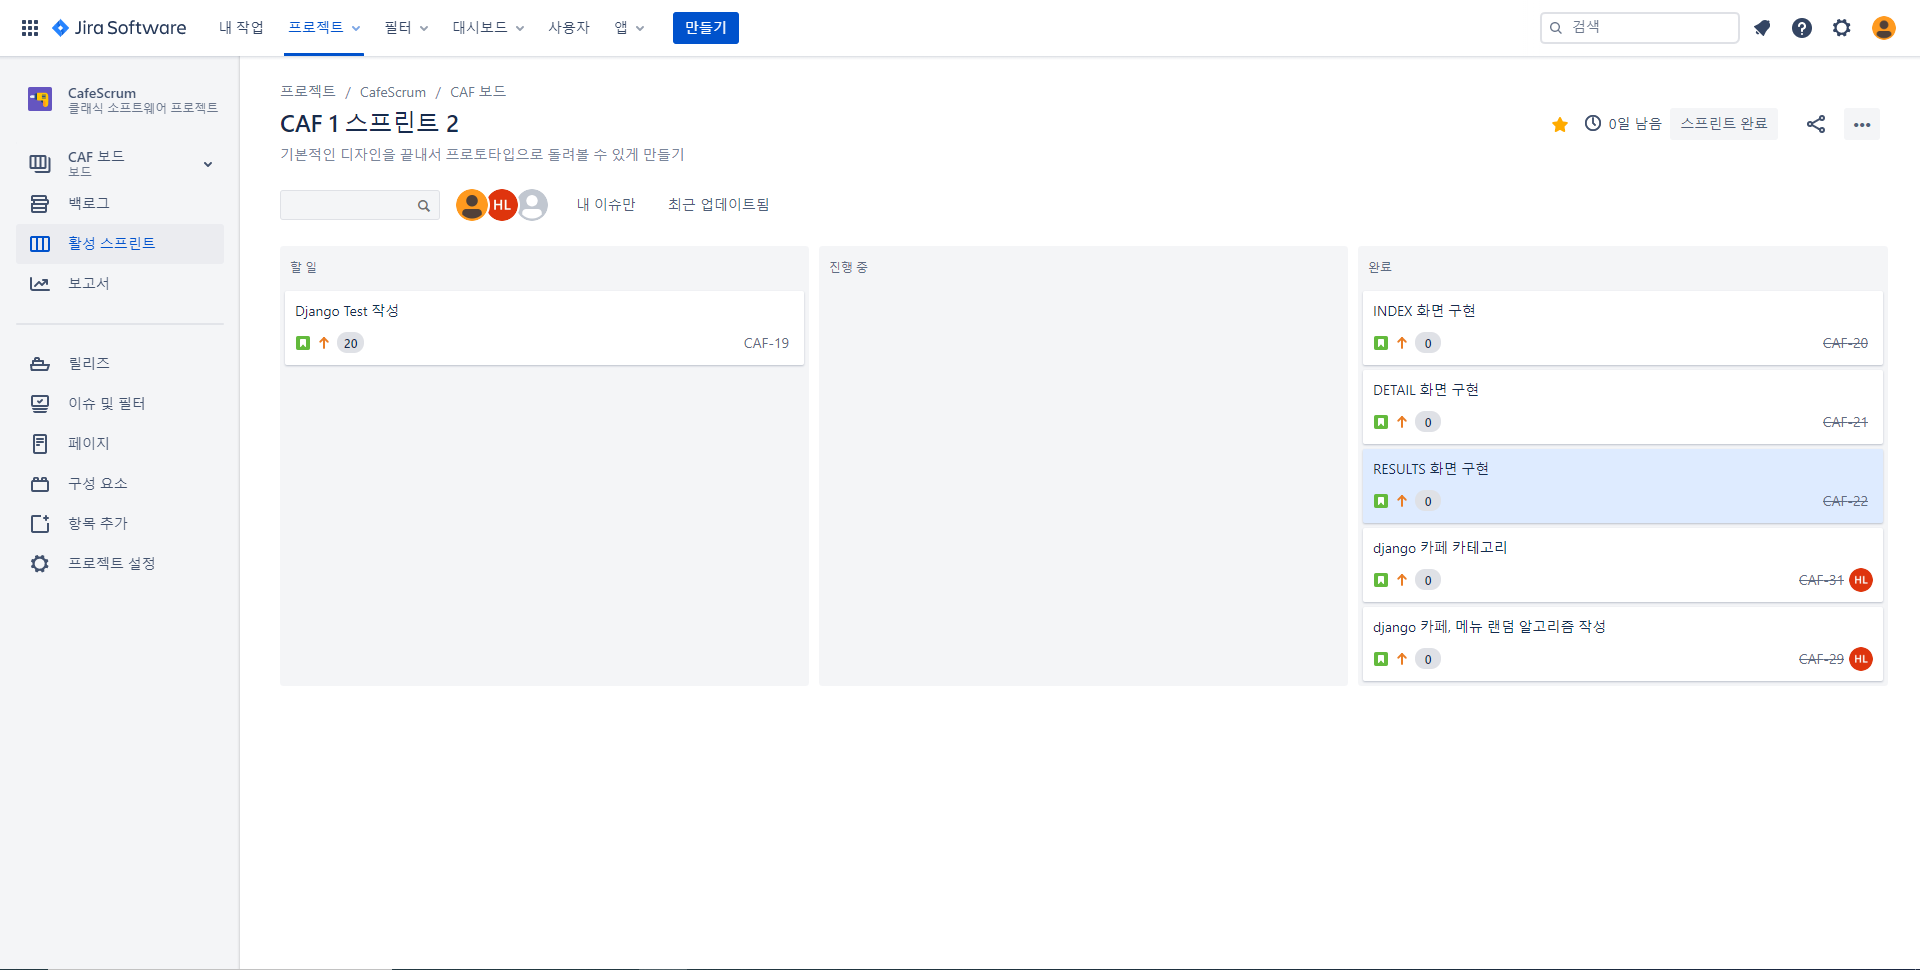 Jira Software
내 작업
프로젝트
필터
대시보드
사용자
앱
만들기
검색
CafeScrum
클래식 소프트웨어 프로젝트
CAF 보드
보드
백로그
활성 스프린트
보고서
릴리즈
이슈 및 필터
페이지
구성 요소
항목 추가
프로젝트 설정
프로젝트 / CafeScrum / CAF 보드
CAF 1 스프린트 2
0일 남음
스프린트 완료
기본적인 디자인을 끝내서 프로토타입으로 돌려볼 수 있게 만들기
HL
내 이슈만
최근 업데이트됨
할 일
Django Test 작성
20
CAF-19
진행 중
완료
INDEX 화면 구현
0
CAF-20
DETAIL 화면 구현
0
CAF-21
RESULTS 화면 구현
0
CAF-22
django 카페 카테고리
0
CAF-31 HL
django 카페, 메뉴 랜덤 알고리즘 작성
0
CAF-29 HL